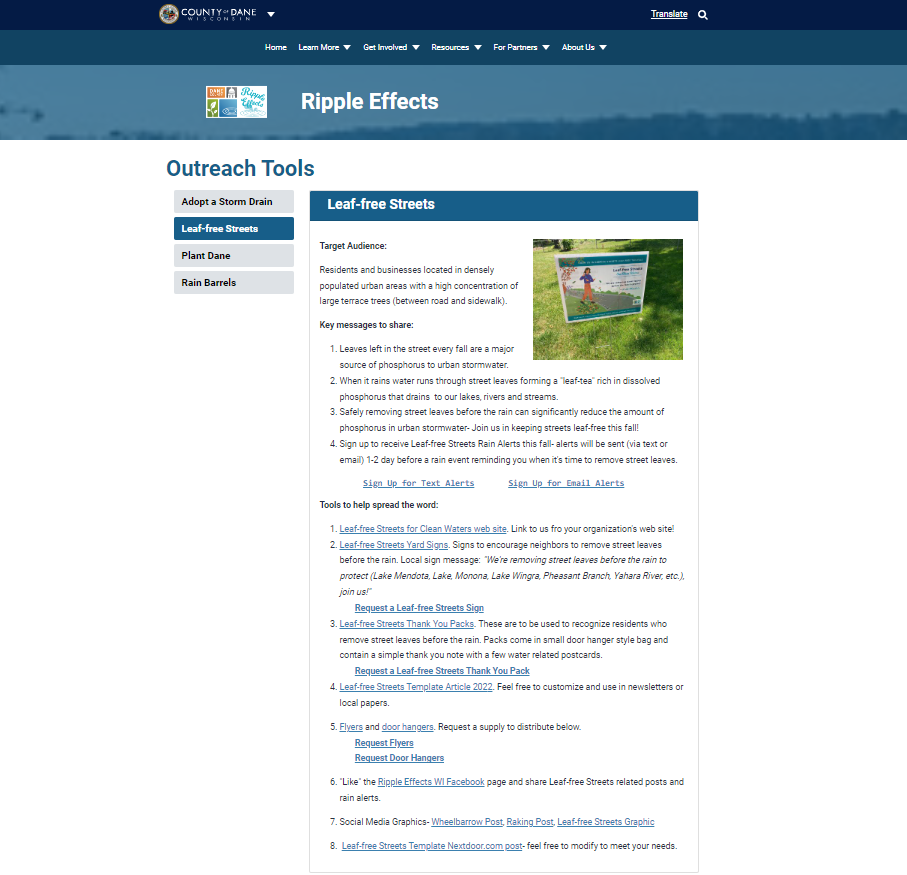 COUNTY OF DANE
WISCONSIN
Translate
Home Learn More Get Involved Resources For Partners About Us
DANE
Ripple Effects
Ripple Effects
Outreach Tools
Adopt a Storm Drain
Leaf-free Streets
Plant Dane
Rain Barrels
Leaf-free Streets
Target Audience:
Residents and businesses located in densely
populated urban areas with a high concentration of
large terrace trees (between road and sidewalk).
Key messages to share:
1. Leaves left in the street every fall are a major
source of phosphorus to urban stormwater.
2. When it rains water runs through street leaves forming a "leaf-tea" rich in dissolved
phosphorus that drains to our lakes, rivers and streams.
3. Safely removing street leaves before the rain can significantly reduce the amount of
phosphorus in urban stormwater- Join us in keeping streets leaf-free this fall!
4. Sign up to receive Leaf-free Streets Rain Alerts this fall- alerts will be sent (via text or
email) 1-2 day before a rain event reminding you when it's time to remove street leaves.
Sign Up for Text Alerts Sign Up for Email Alerts
Tools to help spread the word:
1. Leaf-free Streets for Clean Waters web site. Link to us fro your organization's web site!
2. Leaf-free Streets Yard Signs. Signs to encourage neighbors to remove street leaves
before the rain. Local sign message: "We're removing street leaves before the rain to
protect (Lake Mendota, Lake, Monona, Lake Wingra, Pheasant Branch, Yahara River, etc.),
join us!"
Request a Leaf-free Streets Sign
3. Leaf-free Streets Thank You Packs. These are to be used to recognize residents who
remove street leaves before the rain. Packs come in small door hanger style bag and
contain a simple thank you note with a few water related postcards.
Request a Leaf-free Streets Thank You Pack
4. Leaf-free Streets Template Article 2022. Feel free to customize and use in newsletters or
local papers.
5. Flyers and door hangers. Request a supply to distribute below.
Request Flyers
Request Door Hangers
6. "Like" the Ripple Effects WI Facebook page and share Leaf-free Streets related posts and
rain alerts.
7. Social Media Graphics- Wheelbarrow Post, Raking Post, Leaf-free Streets Graphic
8. Leaf-free Streets Template Nextdoor.com post- feel free to modify to meet your needs.